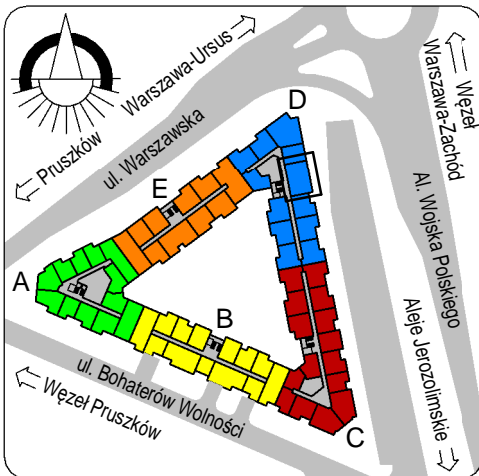 Warszawa-Ursus
Pruszków
ul. Warszawska
Węzeł
Warszawa-Zachód
D
E
Al. Wojska Polskiego
A
B
Aleje Jerozolimskie
ul. Bohaterów Wolności
Węzeł Pruszków
C